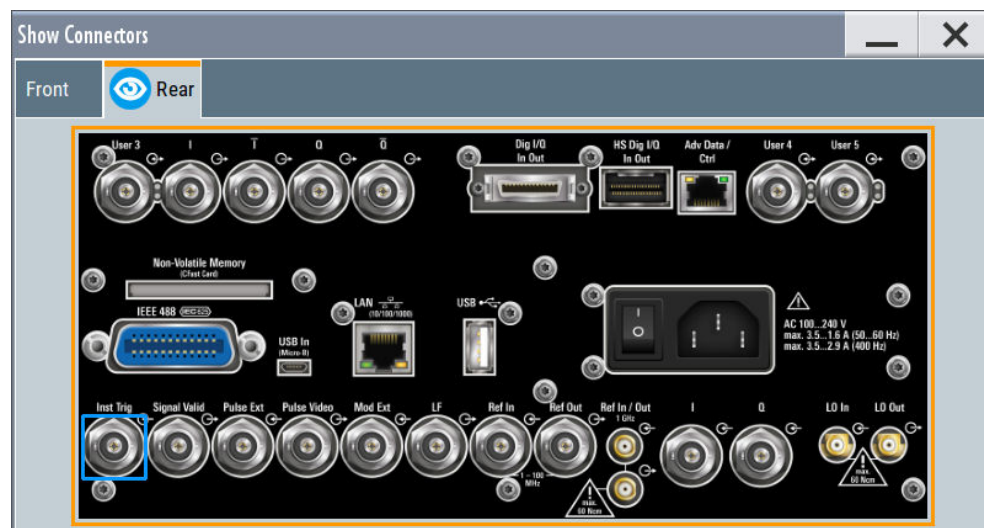 Show Connectors
Front
Rear
User 3
I
I
Q
Q
Dig I/Q
In Out
HS Dig I/Q
In Out
Adv Data /
Ctrl
User 4
User 5
Non-Volatile Memory
(CFast Card)
IEEE 488 (IEC 625)
USB In
(Micro-B)
LAN
(10/100/1000)
USB
I
O
AC 100...240 V
max. 3.5...1.6 A (50...60 Hz)
max. 3.5...2.9 A (400 Hz)
Inst Trig
Signal Valid
Pulse Ext
Pulse Video
Mod Ext
LF
Ref In
Ref Out
Ref In / Out
1 GHz
I
Q
LO In
LO Out
1 – 100
MHz
max.
60 Ncm
max.
60 Ncm